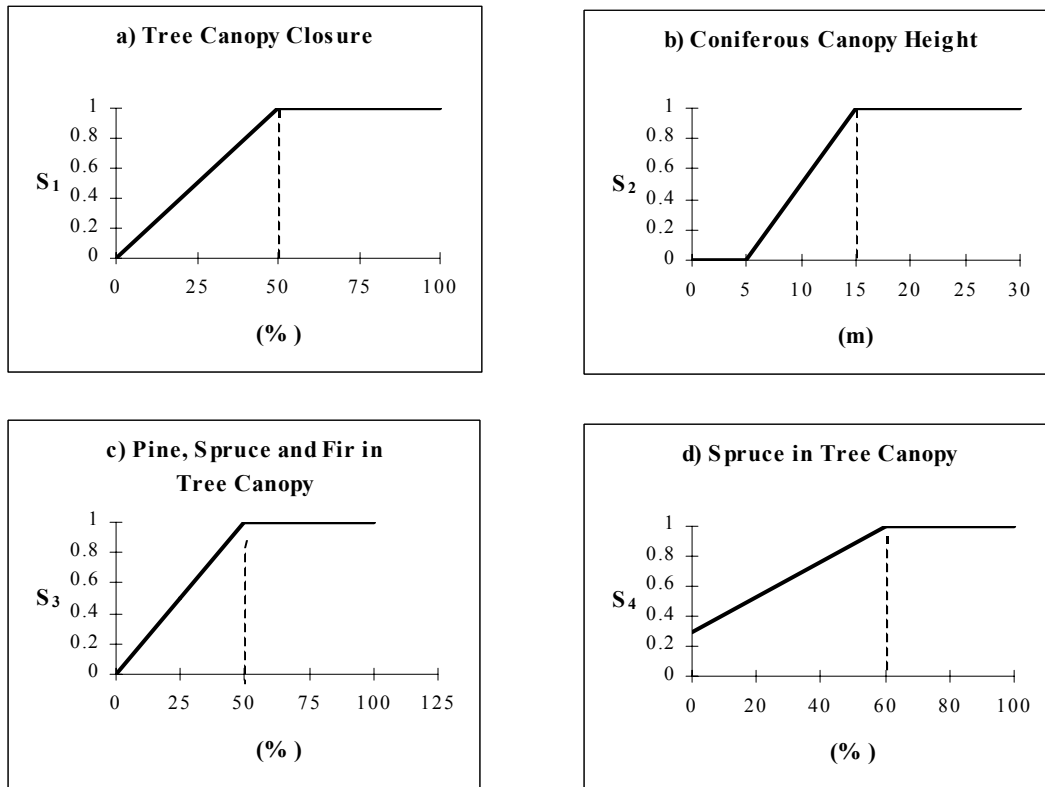 a) Tree Canopy Closure
1
0.8
0.6
S1
0.4
0.2
0
0 25 50 75 100
(%)
b) Coniferous Canopy Height
1
0.8
0.6
S2
0.4
0.2
0
0 5 10 15 20 25 30
(m)
c) Pine, Spruce and Fir in
Tree Canopy
1
0.8
0.6
S3
0.4
0.2
0
0 25 50 75 100 125
(%)
d) Spruce in Tree Canopy
1
0.8
0.6
S4
0.4
0.2
0
0 20 40 60 80 100
(%)